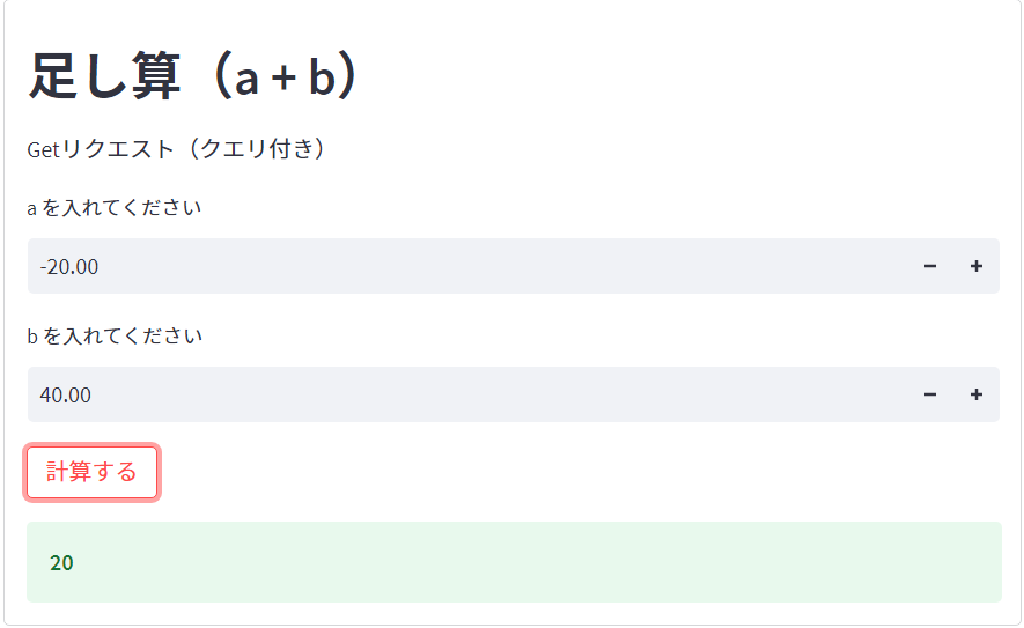 足し算（a + b）
Getリクエスト（クエリ付き）
a を入れてください
-20.00
b を入れてください
40.00
計算する
20